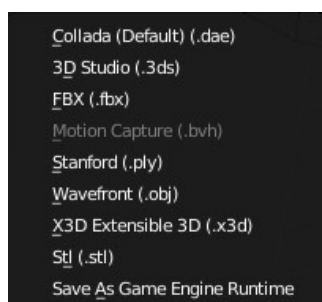 Collada (Default) (.dae)
3D Studio (.3ds)
FBX (.fbx)
Motion Capture (.bvh)
Stanford (.ply)
Wavefront (.obj)
X3D Extensible 3D (.x3d)
Stl (.stl)
Save As Game Engine Runtime